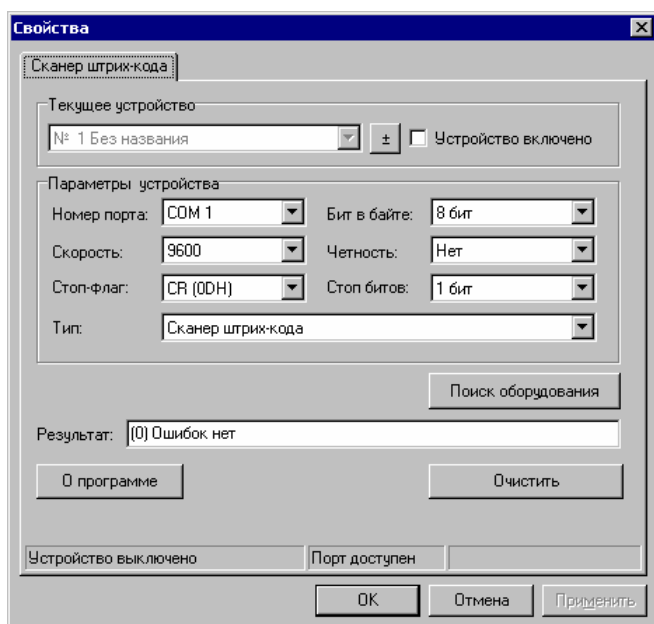 Свойства
Сканер штрих-кода
Текущее устройство
№ 1 Без названия ± Устройство включено
Параметры устройства
Номер порта: COM 1 Бит в байте: 8 бит
Скорость: 9600 Четность: Нет
Стоп-флаг: CR (0DH) Стоп битов: 1 бит
Тип: Сканер штрих-кода
Поиск оборудования
Результат: (0) Ошибок нет
О программе Очистить
Устройство выключено Порт доступен
OK Отмена Применить